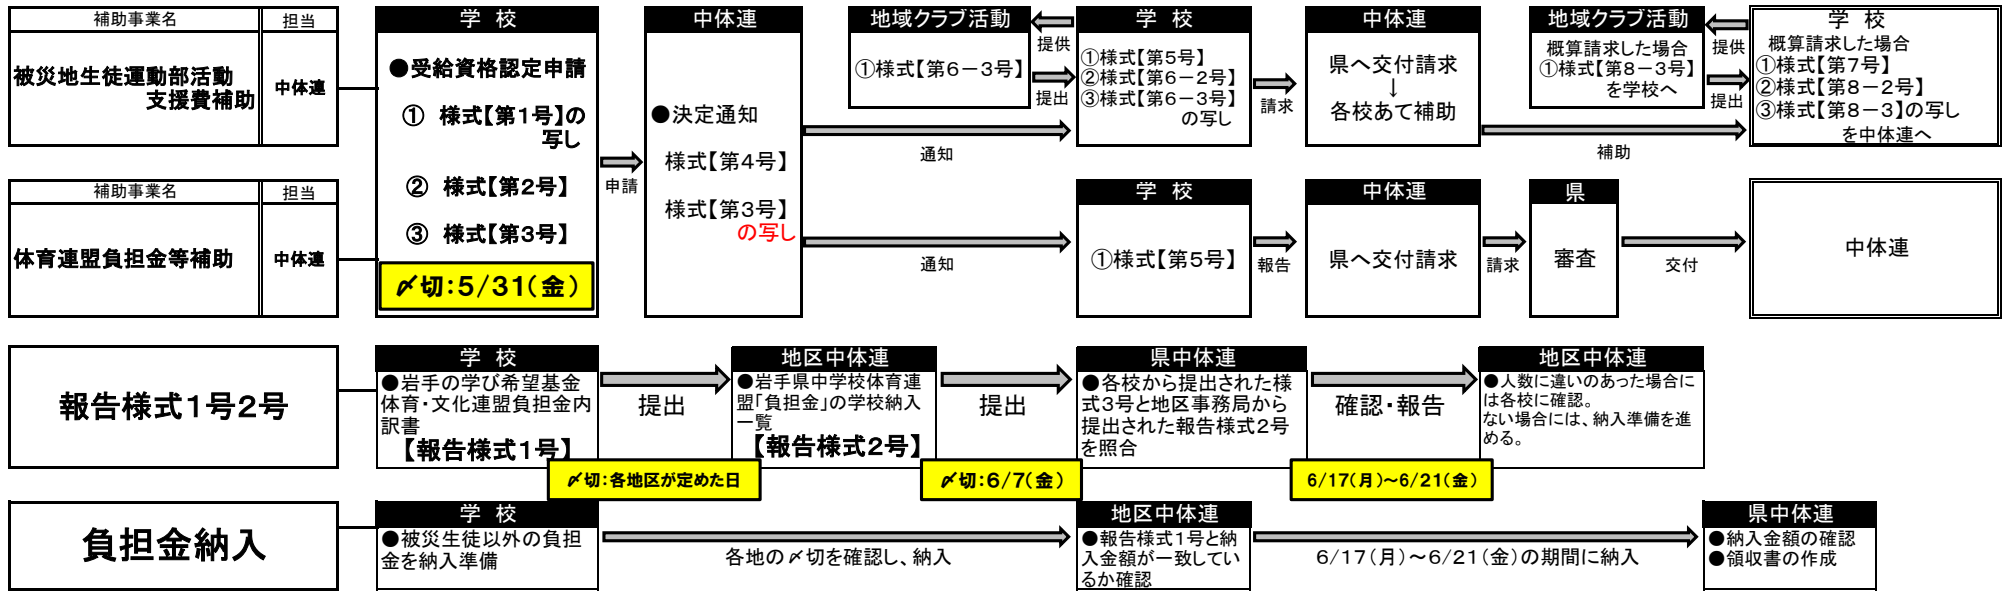 補助事業名
担当
被災地生徒運動部活動
支援費補助
中体連
補助事業名
担当
体育連盟負担金等補助
中体連
学　校
●受給資格認定申請
①　様式【第1号】の
写し
②　様式【第2号】
③　様式【第3号】
〆切：5/31（金）
申請
中体連
●決定通知
様式【第4号】
様式【第3号】
の写し
通知
通知
地域クラブ活動
①様式【第6－3号】
提供
提出
学　校
①様式【第5号】
②様式【第6－2号】
③様式【第6－3号】
の写し
請求
中体連
県へ交付請求
↓
各校あて補助
補助
地域クラブ活動
概算請求した場合
①様式【第8－3号】
を学校へ
提供
提出
学　校
概算請求した場合
①様式【第7号】
②様式【第8－2号】
③様式【第8－3】の写し
を中体連へ
学　校
①様式【第5号】
報告
中体連
県へ交付請求
請求
県
審査
交付
中体連
報告様式1号2号
学　校
●岩手の学び希望基金
体育・文化連盟負担金内
訳書
【報告様式1号】
提出
〆切：各地区が定めた日
地区中体連
●岩手県中学校体育連
盟「負担金」の学校納入
一覧
【報告様式2号】
提出
〆切：6/7（金）
県中体連
●各校から提出された様
式3号と地区事務局から
提出された報告様式2号
を照合
確認・報告
6/17（月）～6/21（金）
地区中体連
●人数に違いのあった場合に
は各校に確認。
ない場合には、納入準備を進
める。
負担金納入
学　校
●被災生徒以外の負担
金を納入準備
各地の〆切を確認し、納入
地区中体連
●報告様式1号と納
入金額が一致してい
るか確認
6/17（月）～6/21（金）の期間に納入
県中体連
●納入金額の確認
●領収書の作成